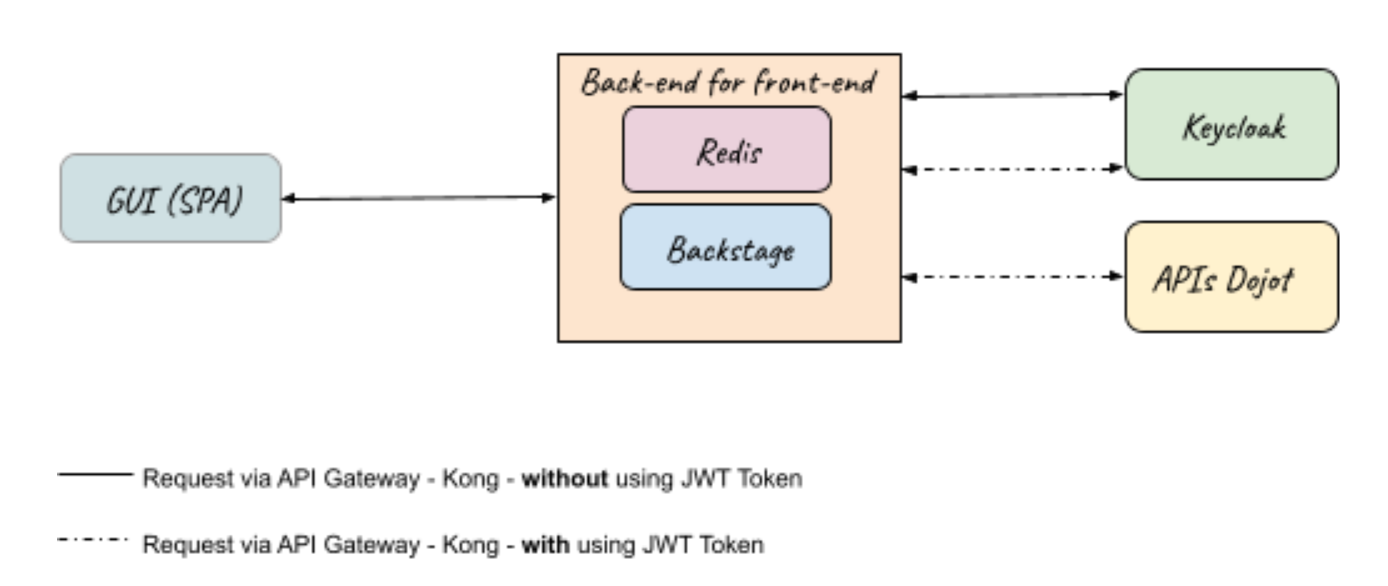 Back-end for front-end
Redis
Keycloak
GUI (SPA)
Backstage
APIs Dojot
Request via API Gateway - Kong - without using JWT Token
Request via API Gateway - Kong - with using JWT Token